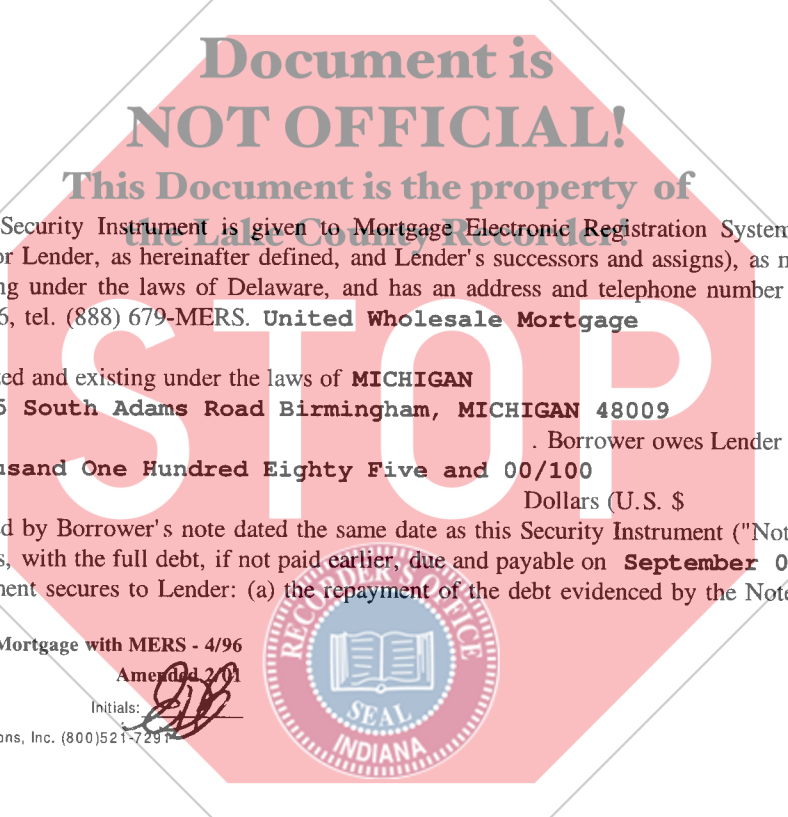 Document is
NOT OFFICIAL!
This Document is the property of
the Lake County Recorder!
Security Instrument is given to Mortgage Electronic Registration System
or Lender, as hereinafter defined, and Lender's successors and assigns), as n
ng under the laws of Delaware, and has an address and telephone number
6, tel. (888) 679-MERS. United Wholesale Mortgage
ed and existing under the laws of MICHIGAN
5 South Adams Road Birmingham, MICHIGAN 48009
. Borrower owes Lender
usand One Hundred Eighty Five and 00/100
Dollars (U.S. $
d by Borrower's note dated the same date as this Security Instrument ("Not
s, with the full debt, if not paid earlier, due and payable on September 0
nent secures to Lender: (a) the repayment of the debt evidenced by the Note
STOP
Mortgage with MERS - 4/96
Amended 2/01
Initials:
ons, Inc. (800)521-7291
RECORDER'S OFFICE
SEAL
INDIANA